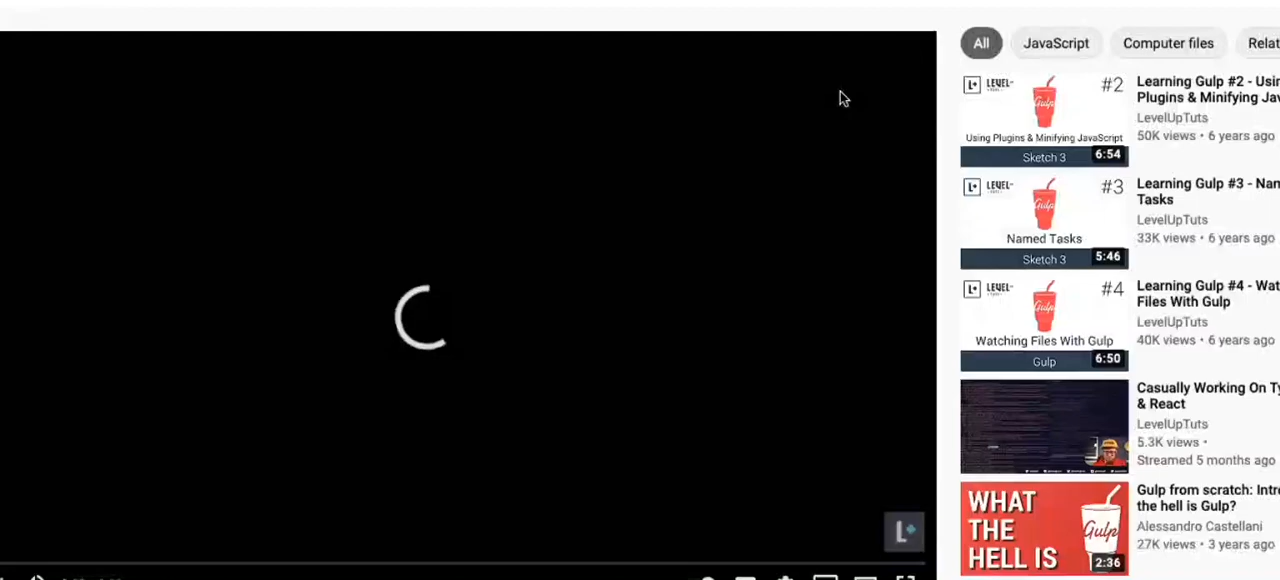 All
JavaScript
Computer files
Relat
LEVEL
#2
Gulp
Using Plugins & Minifying JavaScript
Sketch 3
6:54
Learning Gulp #2 - Usin
Plugins & Minifying Jav
LevelUpTuts
50K views • 6 years ago
LEVEL
#3
Gulp
Named Tasks
Sketch 3
5:46
Learning Gulp #3 - Nam
Tasks
LevelUpTuts
33K views • 6 years ago
LEVEL
#4
Gulp
Watching Files With Gulp
Gulp
6:50
Learning Gulp #4 - Wat
Files With Gulp
LevelUpTuts
40K views • 6 years ago
Casually Working On Ty
& React
LevelUpTuts
5.3K views •
Streamed 5 months ago
WHAT
THE
HELL IS
Gulp
2:36
Gulp from scratch: Intro
the hell is Gulp?
Alessandro Castellani
27K views • 3 years ago
L+